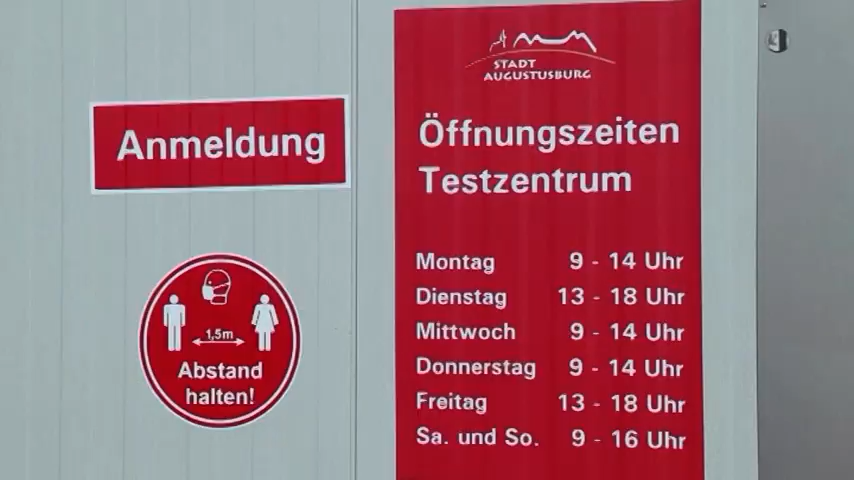 Anmeldung
1,5m
Abstand
halten!
STADT
AUGUSTUSBURG
Öffnungszeiten
Testzentrum
Montag 9 - 14 Uhr
Dienstag 13 - 18 Uhr
Mittwoch 9 - 14 Uhr
Donnerstag 9 - 14 Uhr
Freitag 13 - 18 Uhr
Sa. und So. 9 - 16 Uhr